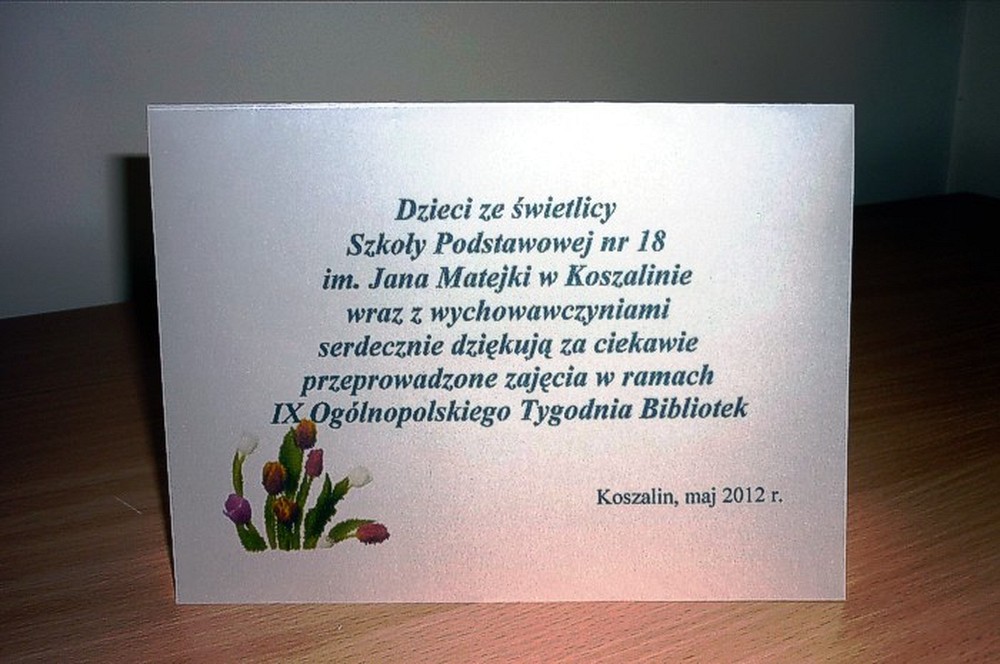 Dzieci ze świetlicy
Szkoły Podstawowej nr 18
im. Jana Matejki w Koszalinie
wraz z wychowawczyniami
serdecznie dziękują za ciekawie
przeprowadzone zajęcia w ramach
IX Ogólnopolskiego Tygodnia Bibliotek
Koszalin, maj 2012 r.